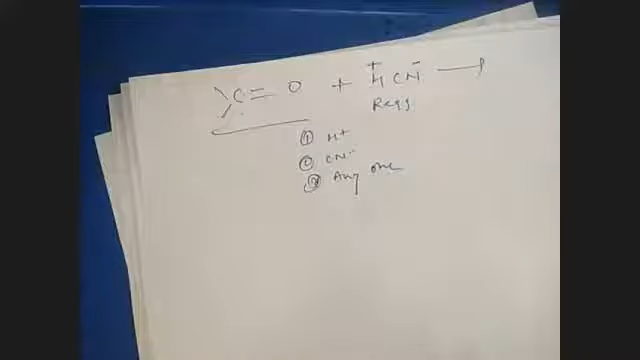 C = O + H⁺ CN⁻ →
Reag
① H+
② CN-
③ Any one